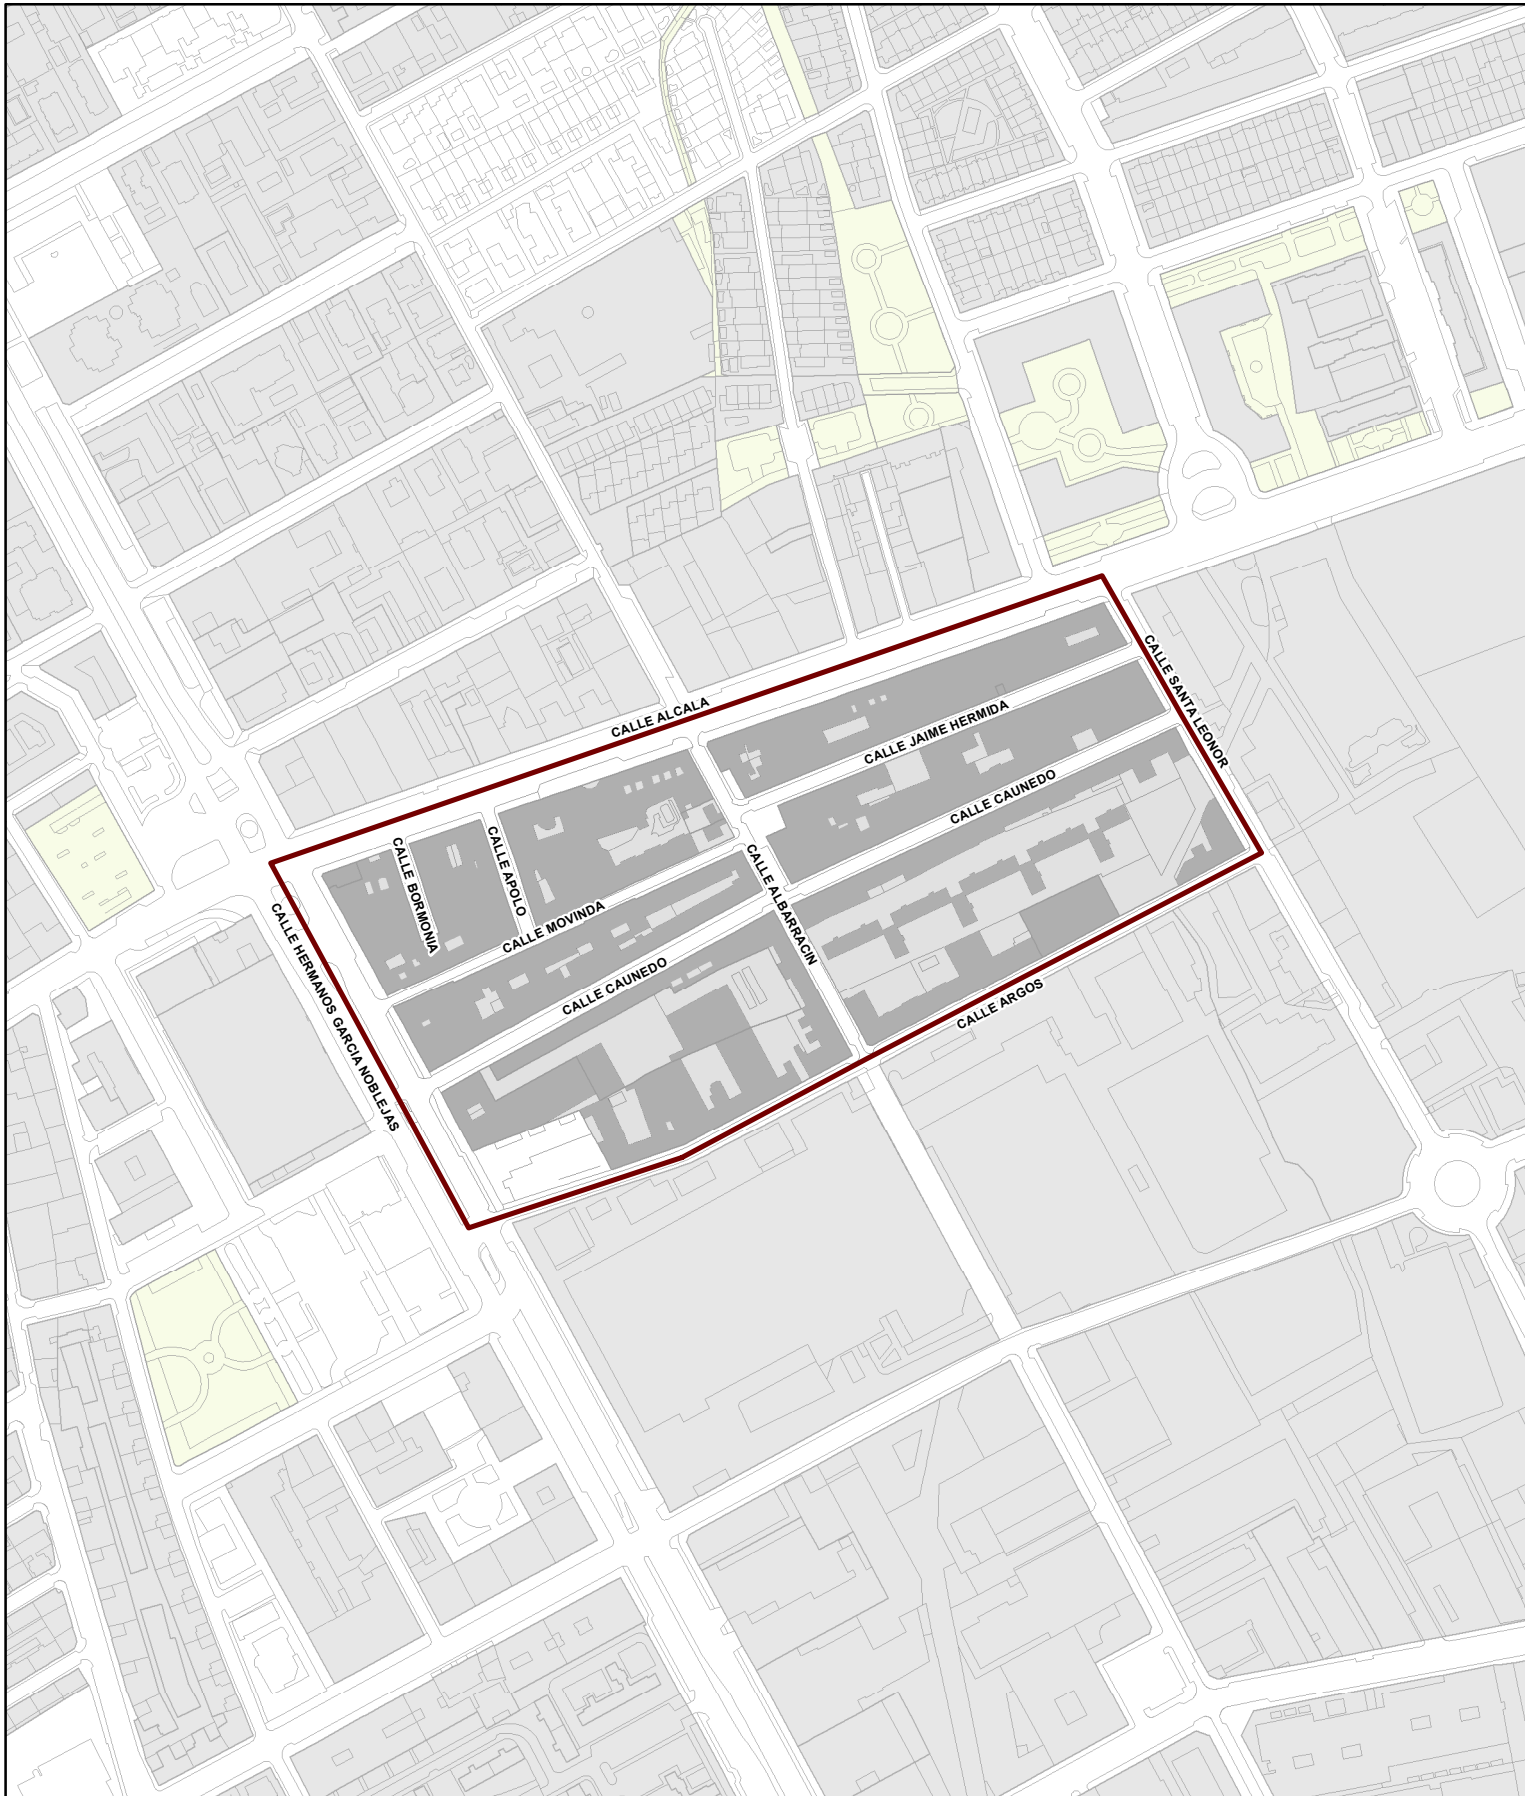 CALLE SANTA LEONOR
CALLE ALCALA
CALLE JAIME HERMIDA
CALLE CAUNEDO
CALLE BORMONIA
CALLE APOLO
CALLE ALBARRACIN
CALLE MOVINDA
CALLE HERMANOS GARCIA NOBLEJAS
CALLE CAUNEDO
CALLE ARGOS